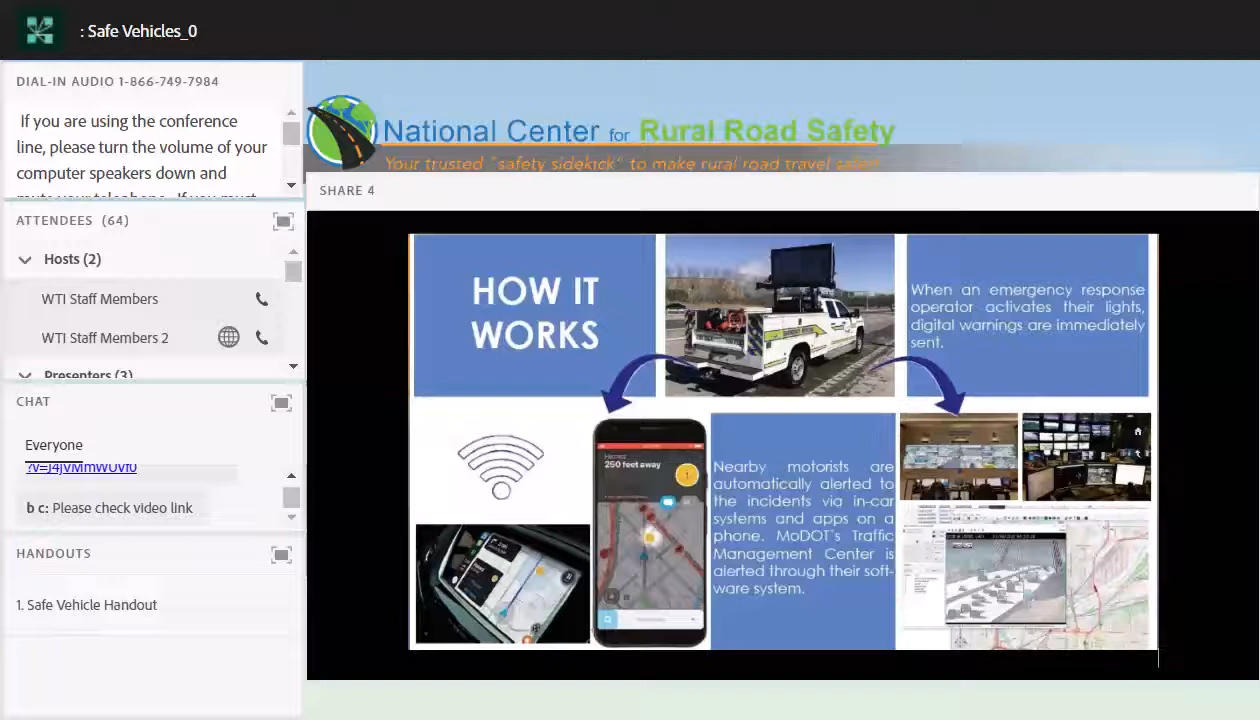 : Safe Vehicles_0
DIAL-IN AUDIO 1-866-749-7984
If you are using the conference
line, please turn the volume of your
computer speakers down and
mute your telephone. If you must
ATTENDEES (64)
Hosts (2)
WTI Staff Members
WTI Staff Members 2
Presenters (3)
CHAT
Everyone
b c: Please check video link
HANDOUTS
1. Safe Vehicle Handout
National Center for Rural Road Safety
Your trusted "safety sidekick" to make rural road travel safer
SHARE 4
HOW IT
WORKS
When an emergency response
operator activates their lights,
digital warnings are immediately
sent.
250 feet away
Nearby motorists are
automatically alerted to
the incidents via in-car
systems and apps on a
phone. MoDOT's Traffic
Management Center is
alerted through their soft-
ware system.